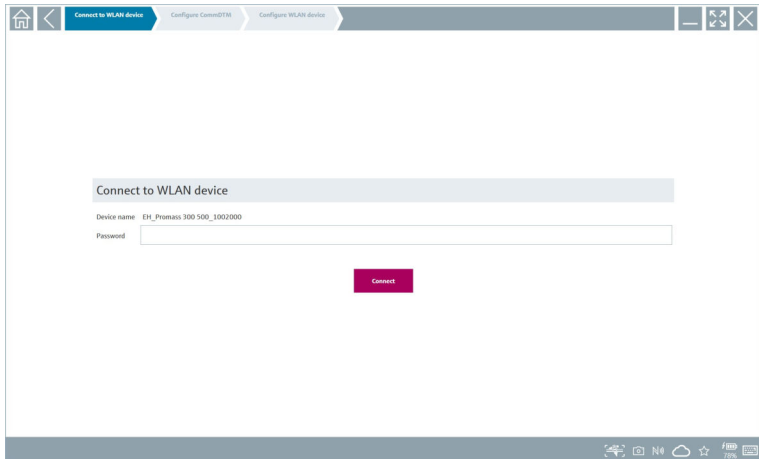 Connect to WLAN device
Configure CommDTM
Configure WLAN device
Connect to WLAN device
Device name EH_Promass 300 500_1002000
Password
Connect
78%